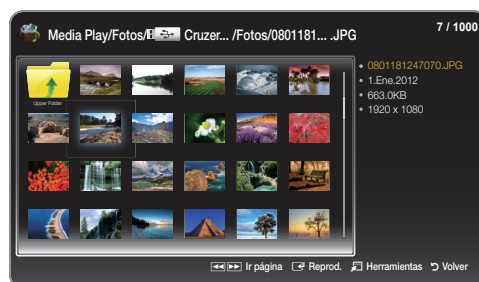 Media Play/Fotos/ Cruzer... /Fotos/0801181... .JPG
7 / 1000
Upper Folder
• 0801181247070.JPG
• 1.Ene.2012
• 663.0KB
• 1920 x 1080
Ir página Reprod. Herramientas Volver